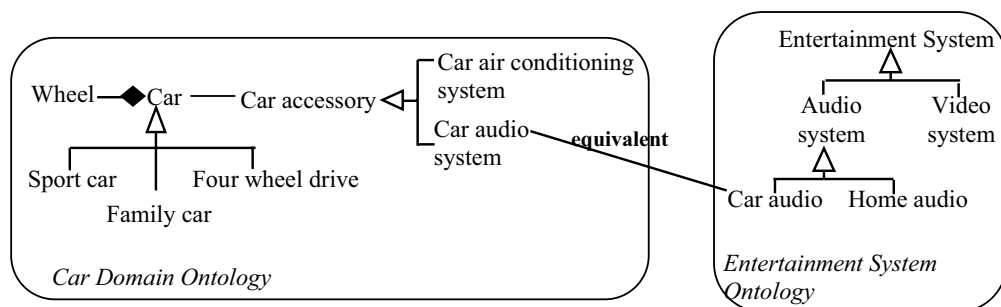 Wheel
Car
Car accessory
Car air conditioning
system
Car audio
system
Sport car
Four wheel drive
Family car
Car Domain Ontology
equivalent
Entertainment System
Audio
system
Video
system
Car audio
Home audio
Entertainment System
Ontology